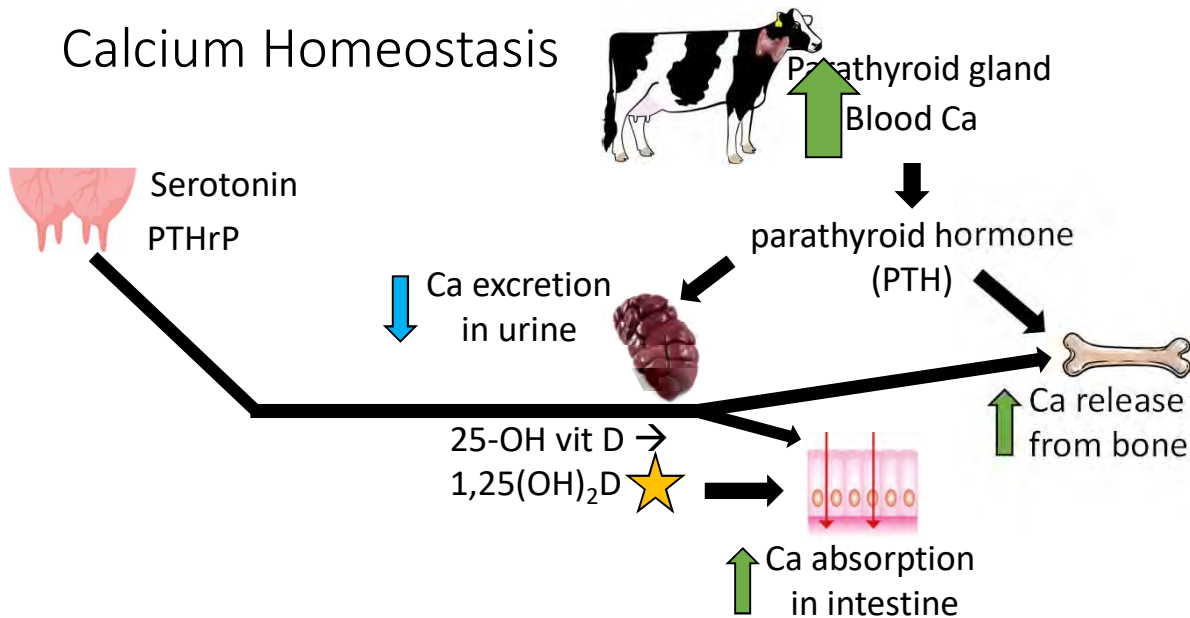 Calcium Homeostasis
Parathyroid gland
Blood Ca
Serotonin
PTHrP
parathyroid hormone
(PTH)
Ca excretion
in urine
Ca release
from bone
25-OH vit D →
1,25(OH)₂D
Ca absorption
in intestine